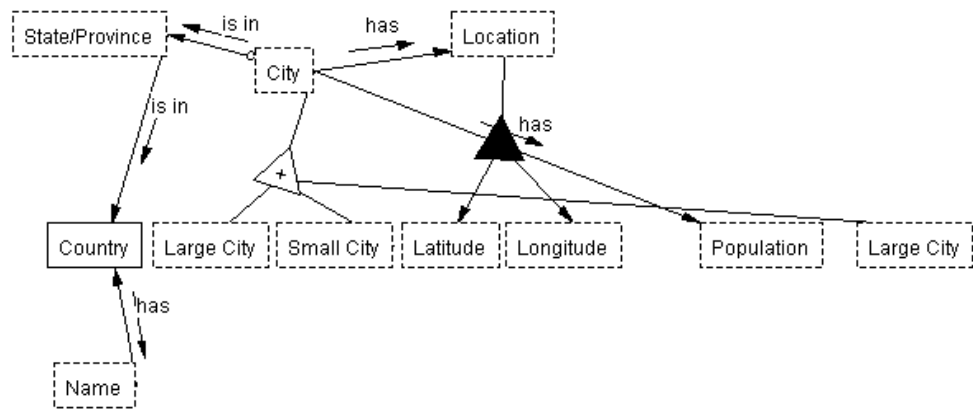 is in
has
State/Province
Location
City
is in
has
+
Country
Large City
Small City
Latitude
Longitude
Population
Large City
has
Name